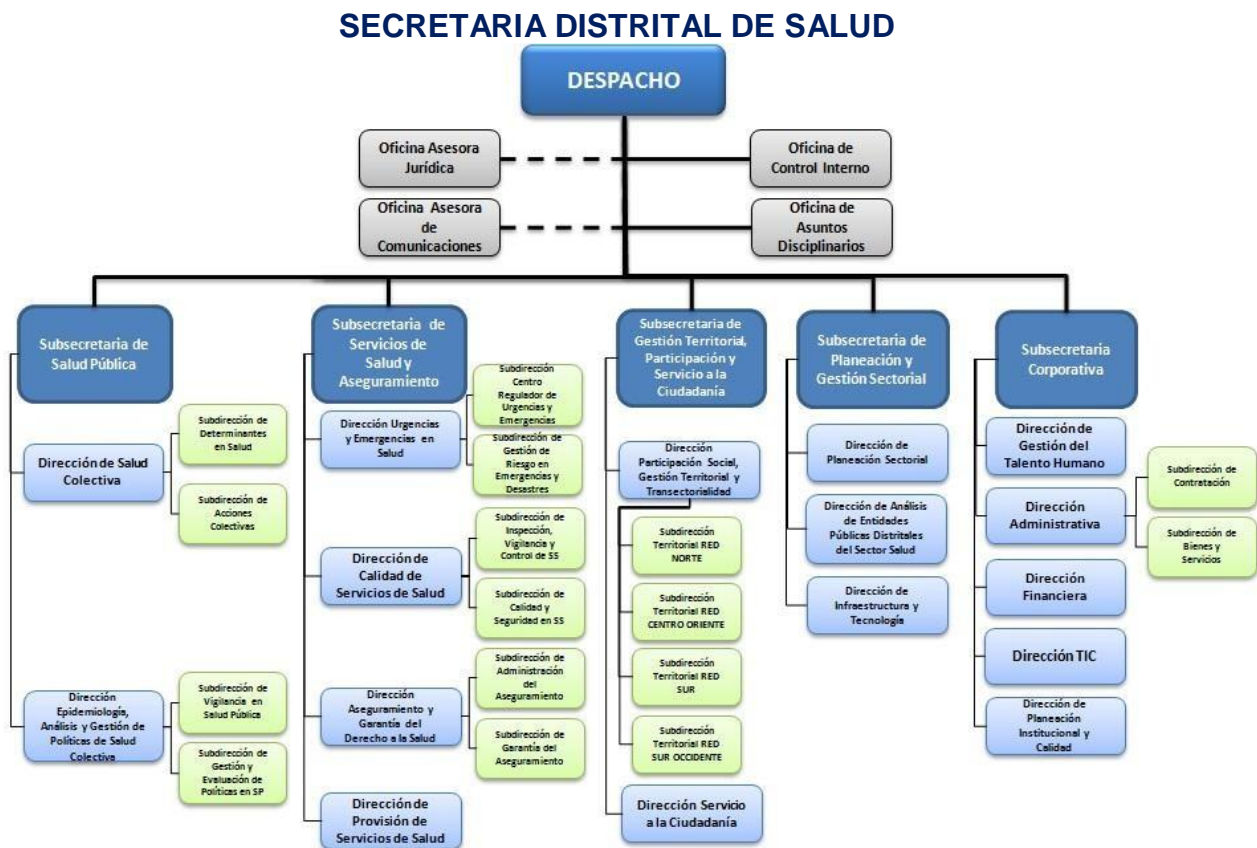 SECRETARIA DISTRITAL DE SALUD
DESPACHO
Oficina Asesora
Jurídica
Oficina de
Control Interno
Oficina Asesora
de
Comunicaciones
Oficina de
Asuntos
Disciplinarios
Subsecretaria de
Salud Pública
Dirección de Salud
Colectiva
Subdirección de
Determinantes
en Salud
Subdirección de
Acciones
Colectivas
Dirección
Epidemiología,
Análisis y Gestión de
Políticas de Salud
Colectiva
Subdirección de
Vigilancia en
Salud Pública
Subdirección de
Gestión y
Evaluación de
Políticas en SP
Subsecretaria de
Servicios de
Salud y
Aseguramiento
Dirección Urgencias
y Emergencias en
Salud
Subdirección
Centro
Regulador de
Urgencias y
Emergencias
Subdirección de
Gestión de
Riesgo en
Emergencias y
Desastres
Dirección de
Calidad de
Servicios de Salud
Subdirección de
Inspección,
Vigilancia y
Control de SS
Subdirección de
Calidad y
Seguridad en SS
Dirección
Aseguramiento y
Garantía del
Derecho a la Salud
Subdirección de
Administración
del
Aseguramiento
Subdirección de
Garantía del
Aseguramiento
Dirección de
Provisión de
Servicios de Salud
Subsecretaria de
Gestión Territorial,
Participación y
Servicio a la
Ciudadanía
Dirección
Participación Social,
Gestión Territorial y
Transectorialidad
Subdirección
Territorial RED
NORTE
Subdirección
Territorial RED
CENTRO ORIENTE
Subdirección
Territorial RED
SUR
Subdirección
Territorial RED
SUR OCCIDENTE
Dirección Servicio
a la Ciudadanía
Subsecretaria de
Planeación y
Gestión Sectorial
Dirección de
Planeación Sectorial
Dirección de Análisis
de Entidades
Públicas Distritales
del Sector Salud
Dirección de
Infraestructura y
Tecnología
Subsecretaria
Corporativa
Dirección de
Gestión del
Talento Humano
Dirección
Administrativa
Subdirección de
Contratación
Subdirección de
Bienes y
Servicios
Dirección
Financiera
Dirección TIC
Dirección de
Planeación
Institucional y
Calidad